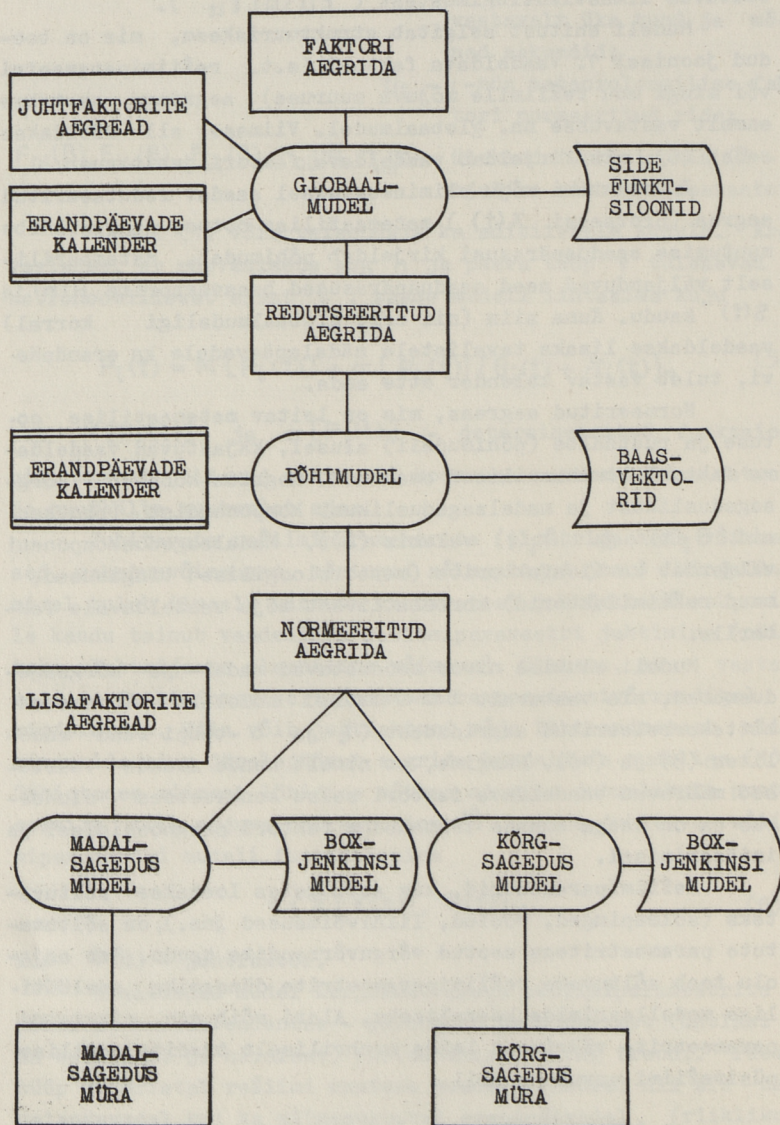 FAKTORI
AEGRIDA
JUHTFAKTORITE
AEGREAD
GLOBAAL-
MUDEL
SIDE
FUNKT-
SIOONID
ERANDPÄEVADE
KALENDER
REDUTSEERITUD
AEGRIDA
ERANDPÄEVADE
KALENDER
PÕHIMUDEL
BAAS-
VEKTO-
RID
NORMEERITUD
AEGRIDA
LISAFAKTORITE
AEGREAD
MADAL-
SAGEDUS
MUDEL
BOX-
JENKINSI
MUDEL
KÕRG-
SAGEDUS
MUDEL
BOX-
JENKINSI
MUDEL
MADAL-
SAGEDUS
MÜRA
KÕRG-
SAGEDUS
MÜRA